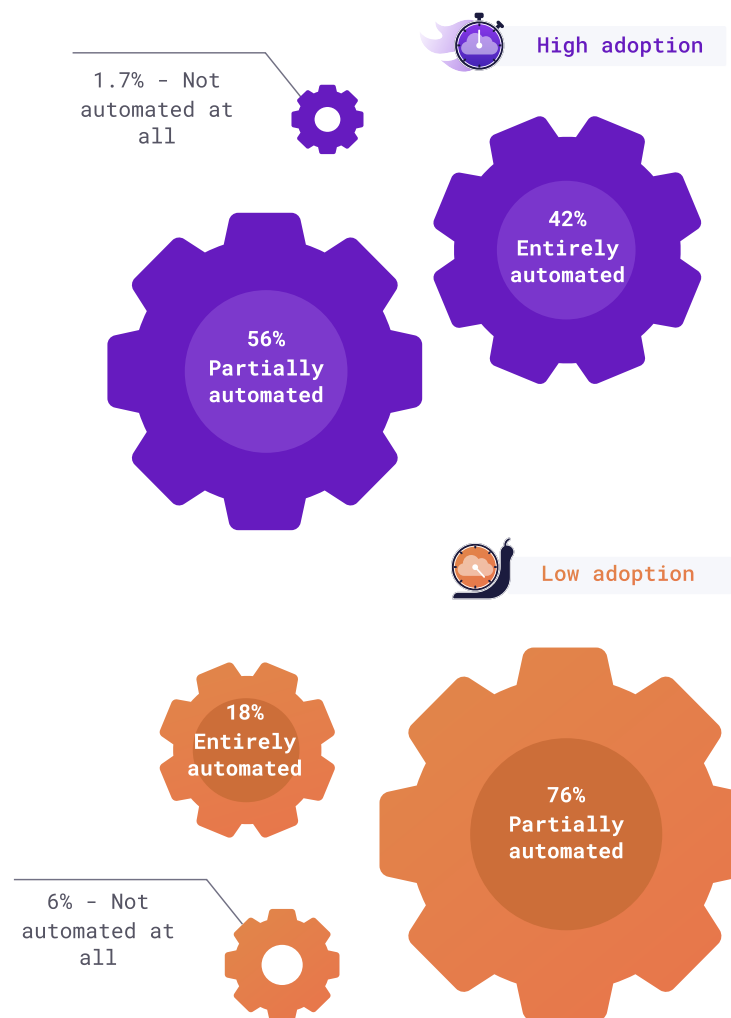 High adoption
1.7% - Not
automated at
all
42%
Entirely
automated
56%
Partially
automated
Low adoption
18%
Entirely
automated
76%
Partially
automated
6% - Not
automated at
all